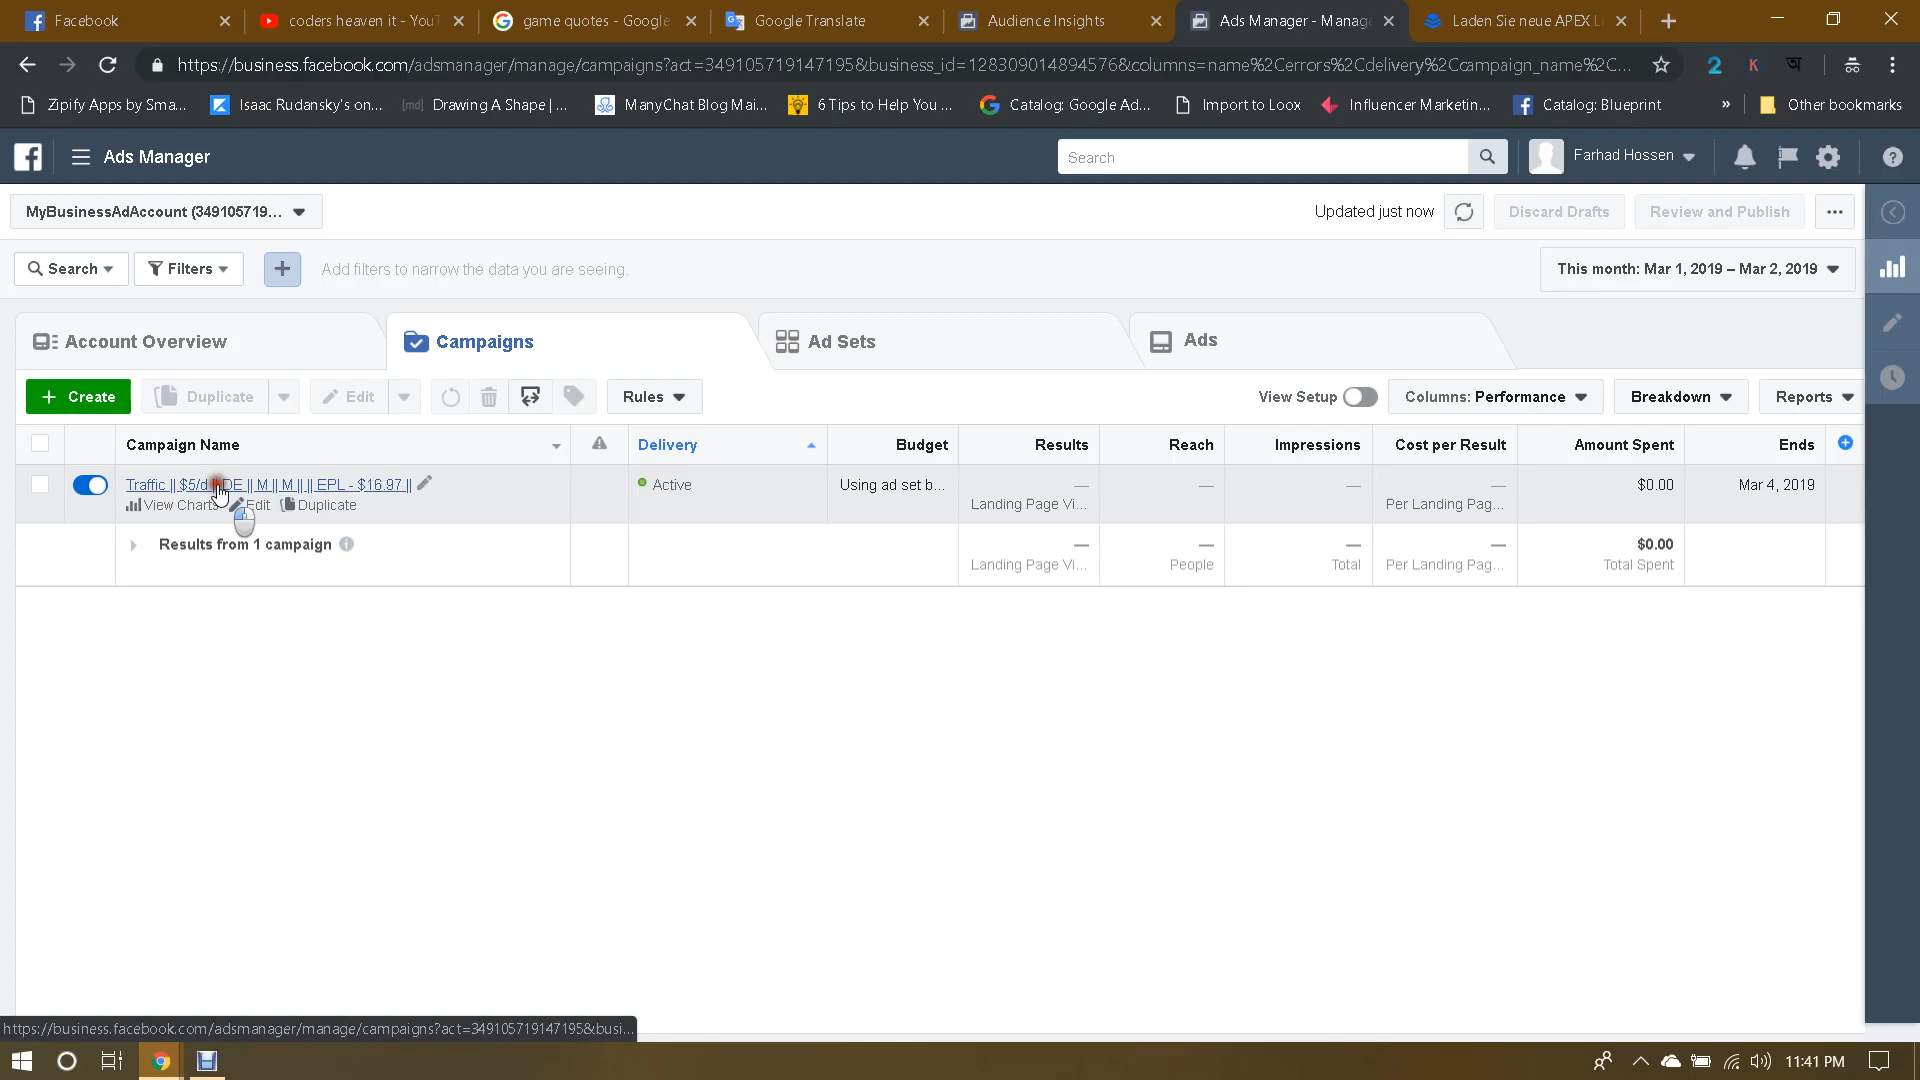 Facebook
coders heaven it - YouT
game quotes - Google
Google Translate
Audience Insights
Ads Manager - Manage
Laden Sie neue APEX L
https://business.facebook.com/adsmanager/manage/campaigns?act=349105719147195&business_id=128309014894576&columns=name%2Cerrors%2Cdelivery%2Ccampaign_name%2C...
Zipify Apps by Sma...
Isaac Rudansky's on...
[md] Drawing A Shape | ...
ManyChat Blog Mai...
6 Tips to Help You ...
Catalog: Google Ad...
Import to Loox
Influencer Marketin...
Catalog: Blueprint
»
Other bookmarks
Ads Manager
Search
Farhad Hossen
MyBusinessAdAccount (349105719...
Updated just now
Discard Drafts
Review and Publish
Search
Filters
Add filters to narrow the data you are seeing.
This month: Mar 1, 2019 – Mar 2, 2019
Account Overview
Campaigns
Ad Sets
Ads
+ Create
Duplicate
Edit
Rules
View Setup
Columns: Performance
Breakdown
Reports
Campaign Name
Delivery
Budget
Results
Reach
Impressions
Cost per Result
Amount Spent
Ends
Traffic || $5/d DE || M || M || || EPL - $16.97 ||
Active
Using ad set b...
—
—
—
—
$0.00
Mar 4, 2019
View Charts
Edit
Duplicate
Landing Page Vi...
Per Landing Pag...
Results from 1 campaign
—
—
—
—
$0.00
Landing Page Vi...
People
Total
Per Landing Pag...
Total Spent
https://business.facebook.com/adsmanager/manage/campaigns?act=349105719147195&busi...
11:41 PM